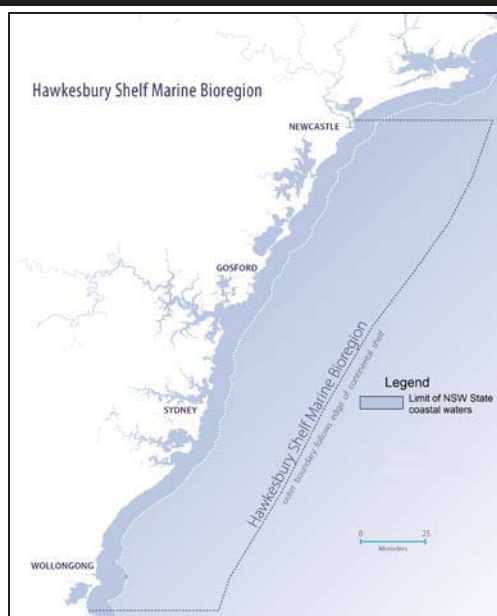 Hawkesbury Shelf Marine Bioregion
NEWCASTLE
GOSFORD
Hawkesbury Shelf Marine Bioregion
outer boundary follows edge of continental shelf
Legend
Limit of NSW State
coastal waters
SYDNEY
0 25
Kilometres
WOLLONGONG